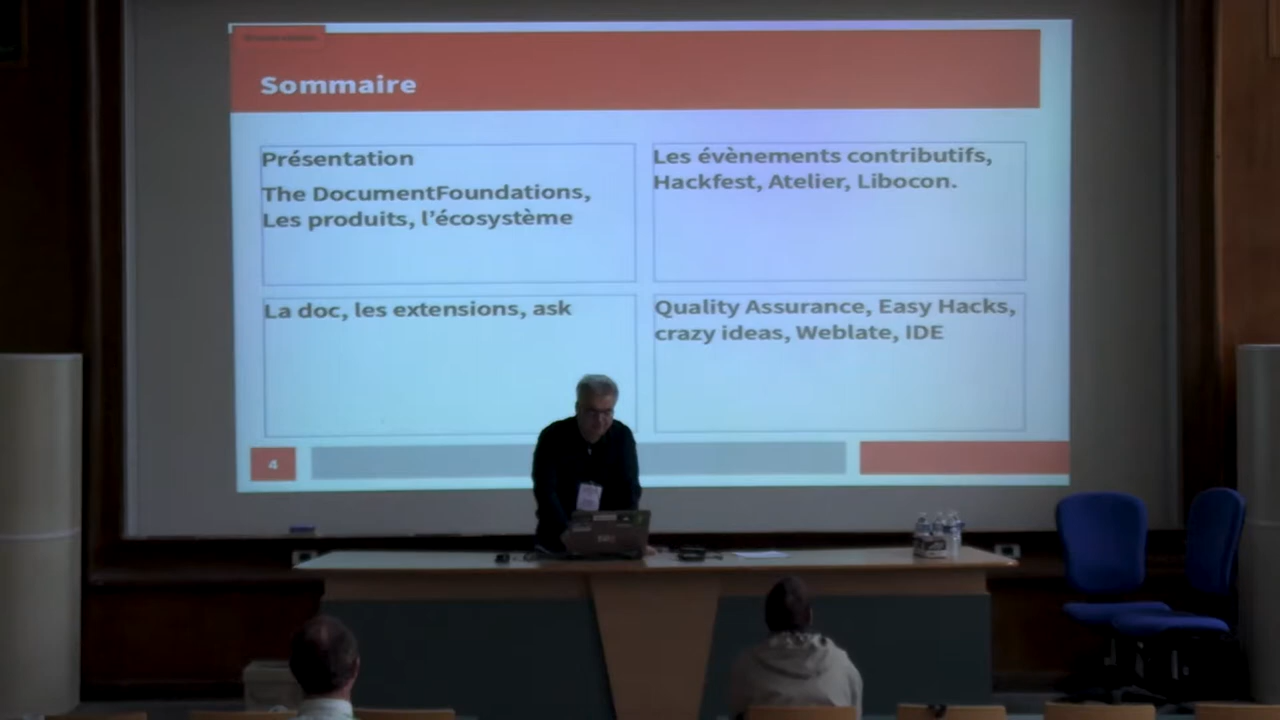 Sommaire
Présentation
The DocumentFoundations,
Les produits, l'écosystème
Les évènements contributifs,
Hackfest, Atelier, Libocon.
La doc, les extensions, ask
Quality Assurance, Easy Hacks,
crazy ideas, Weblate, IDE
4